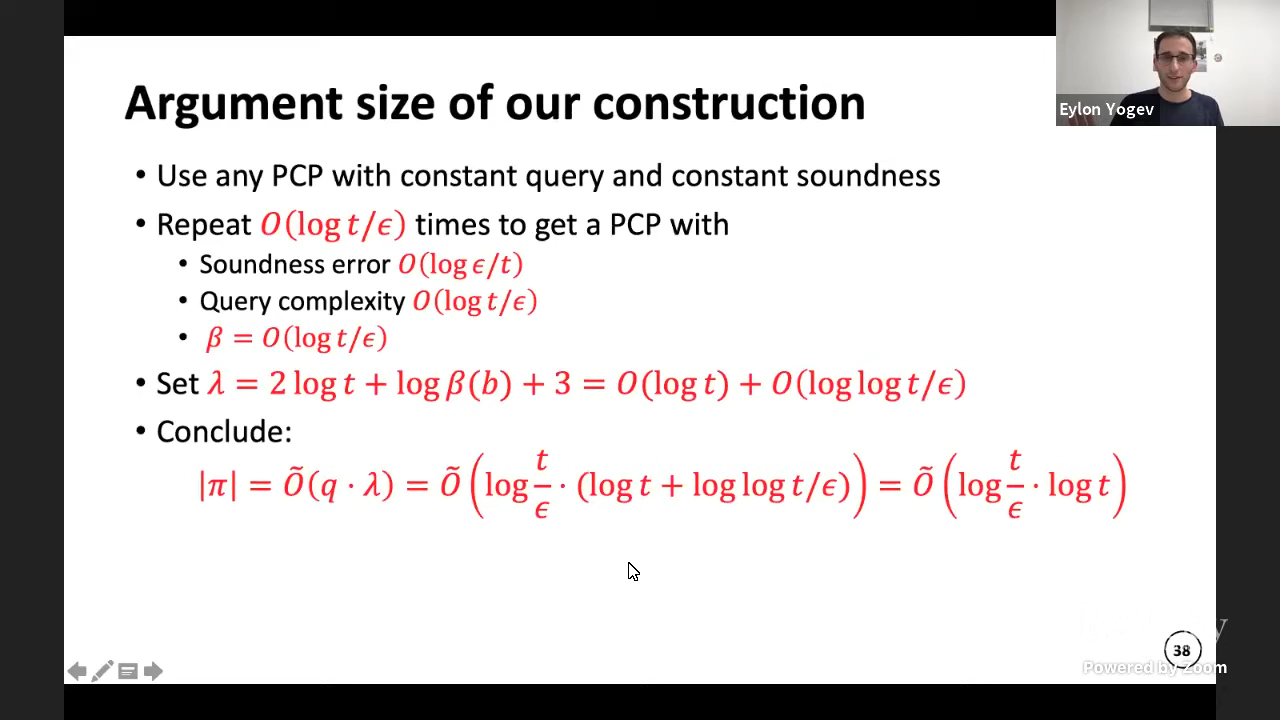 Argument size of our construction
Eylon Yogev
• Use any PCP with constant query and constant soundness
• Repeat O(log t/ϵ) times to get a PCP with
• Soundness error O(log ϵ/t)
• Query complexity O(log t/ϵ)
• β = O(log t/ϵ)
• Set λ = 2 log t + log β(b) + 3 = O(log t) + O(log log t/ϵ)
• Conclude:
|π| = Õ(q · λ) = Õ(log t/ϵ · (log t + log log t/ϵ)) = Õ(log t/ϵ · log t)
38
Powered by Zoom